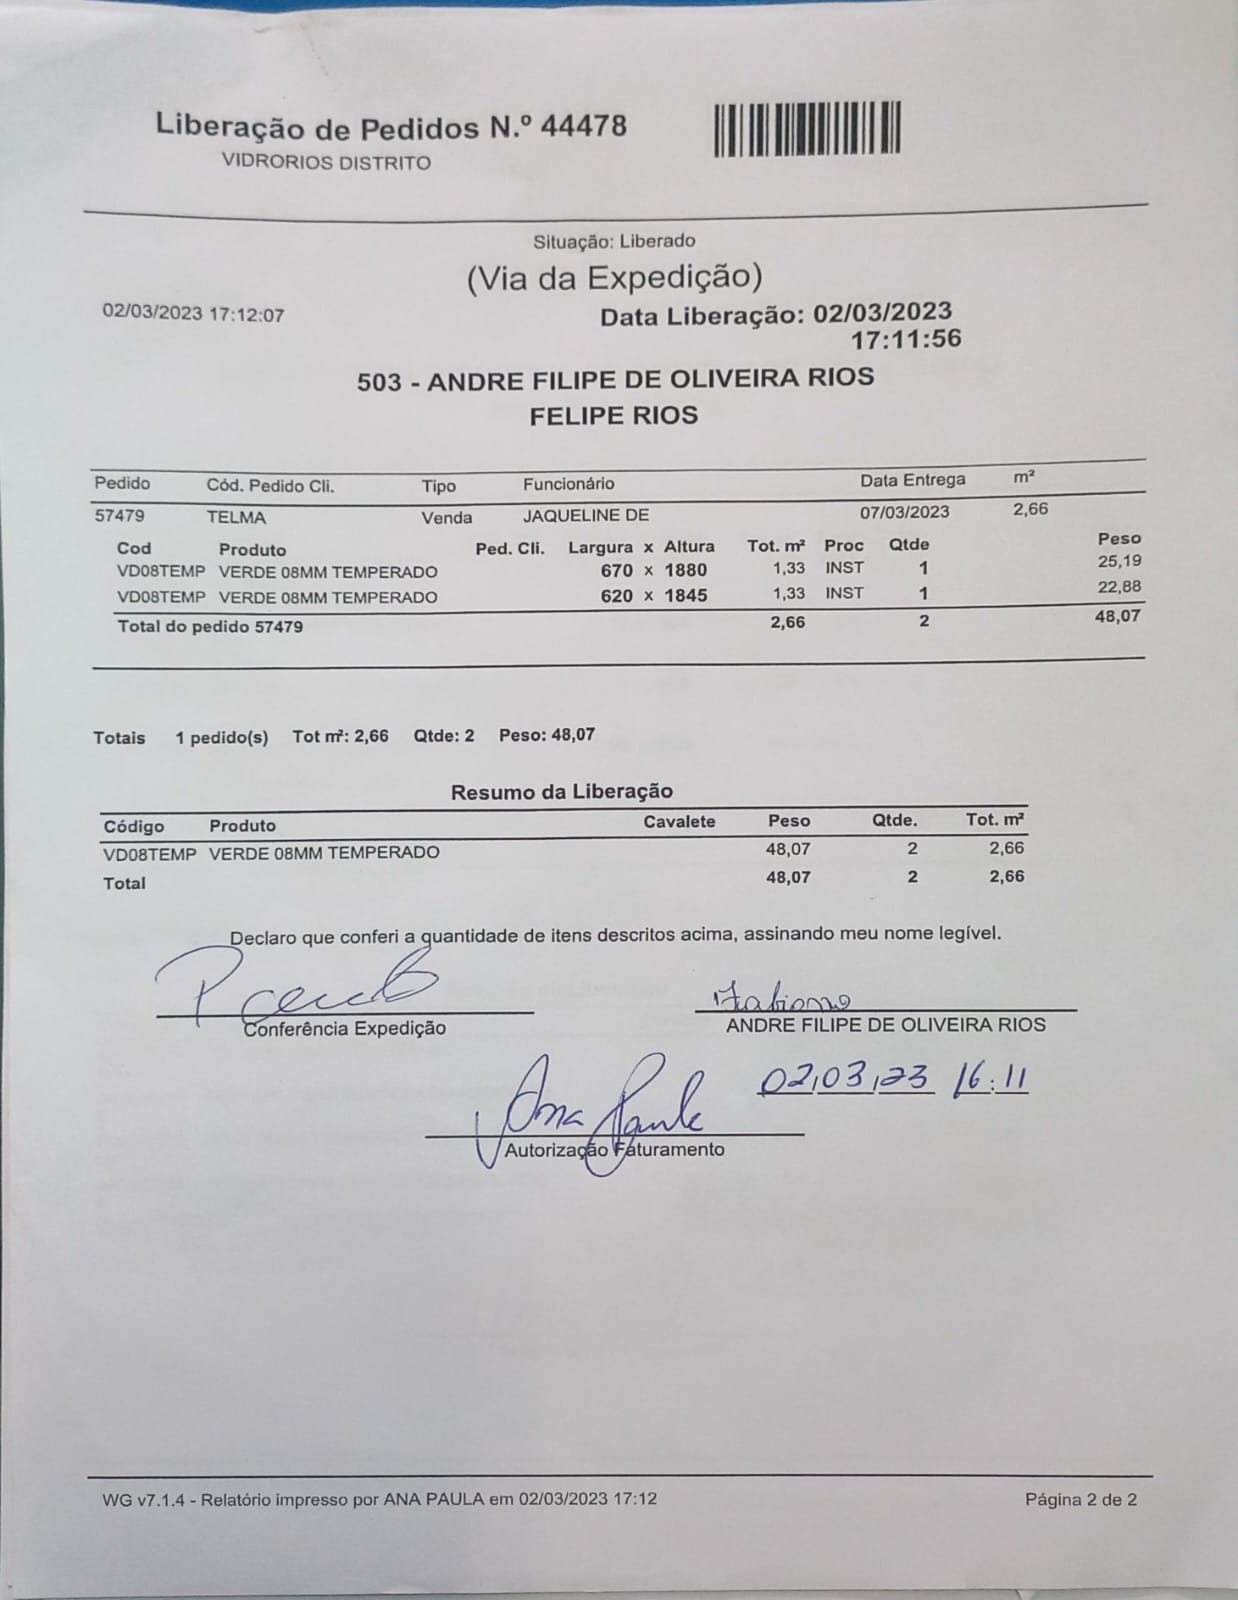 Liberação de Pedidos N.º 44478
VIDRORIOS DISTRITO
Situação: Liberado
(Via da Expedição)
02/03/2023 17:12:07
Data Liberação: 02/03/2023
17:11:56
503 - ANDRE FILIPE DE OLIVEIRA RIOS
FELIPE RIOS
Pedido Cód. Pedido Cli. Tipo Funcionário Data Entrega m²
57479 TELMA Venda JAQUELINE DE 07/03/2023 2,66
Cod Produto Ped. Cli. Largura x Altura Tot. m² Proc Qtde Peso
VD08TEMP VERDE 08MM TEMPERADO 670 x 1880 1,33 INST 1 25,19
VD08TEMP VERDE 08MM TEMPERADO 620 x 1845 1,33 INST 1 22,88
Total do pedido 57479 2,66 2 48,07
Totais 1 pedido(s) Tot m²: 2,66 Qtde: 2 Peso: 48,07
Resumo da Liberação
Código Produto Cavalete Peso Qtde. Tot. m²
VD08TEMP VERDE 08MM TEMPERADO 48,07 2 2,66
Total 48,07 2 2,66
Declaro que conferi a quantidade de itens descritos acima, assinando meu nome legível.
Fabiano
Conferência Expedição ANDRE FILIPE DE OLIVEIRA RIOS
02/03/23 16:11
Ana Paula
Autorização Faturamento
WG v7.1.4 - Relatório impresso por ANA PAULA em 02/03/2023 17:12 Página 2 de 2